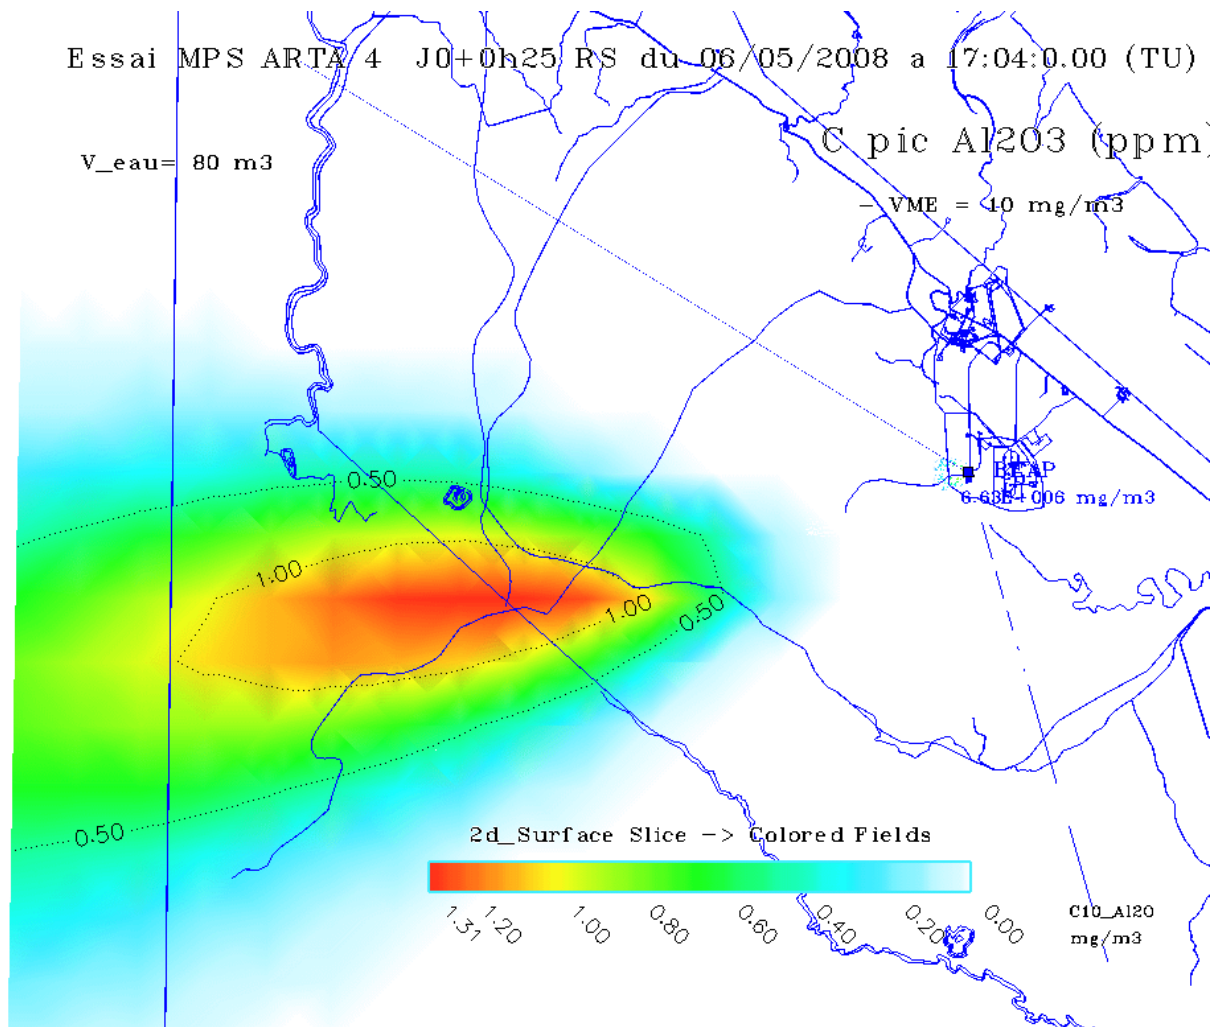 Essai MPS ARTA 4 J0+0h25 RS du 06/05/2008 a 17:04:0.00 (TU)
C pic Al2O3 (ppm)
V_eau= 80 m3
- VME = 10 mg/m3
BEAP
6.63E+006 mg/m3
0.50
1.00
1.00
0.50
0.50
2d_Surface Slice -> Colored Fields
1.31 1.20 1.00 0.80 0.60 0.40 0.20 0.00
C10_Al2O
mg/m3